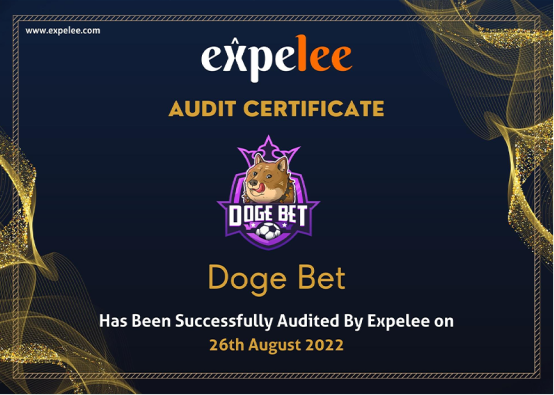 www.expelee.com
expelee
AUDIT CERTIFICATE
DOGE BET
Doge Bet
Has Been Successfully Audited By Expelee on
26th August 2022